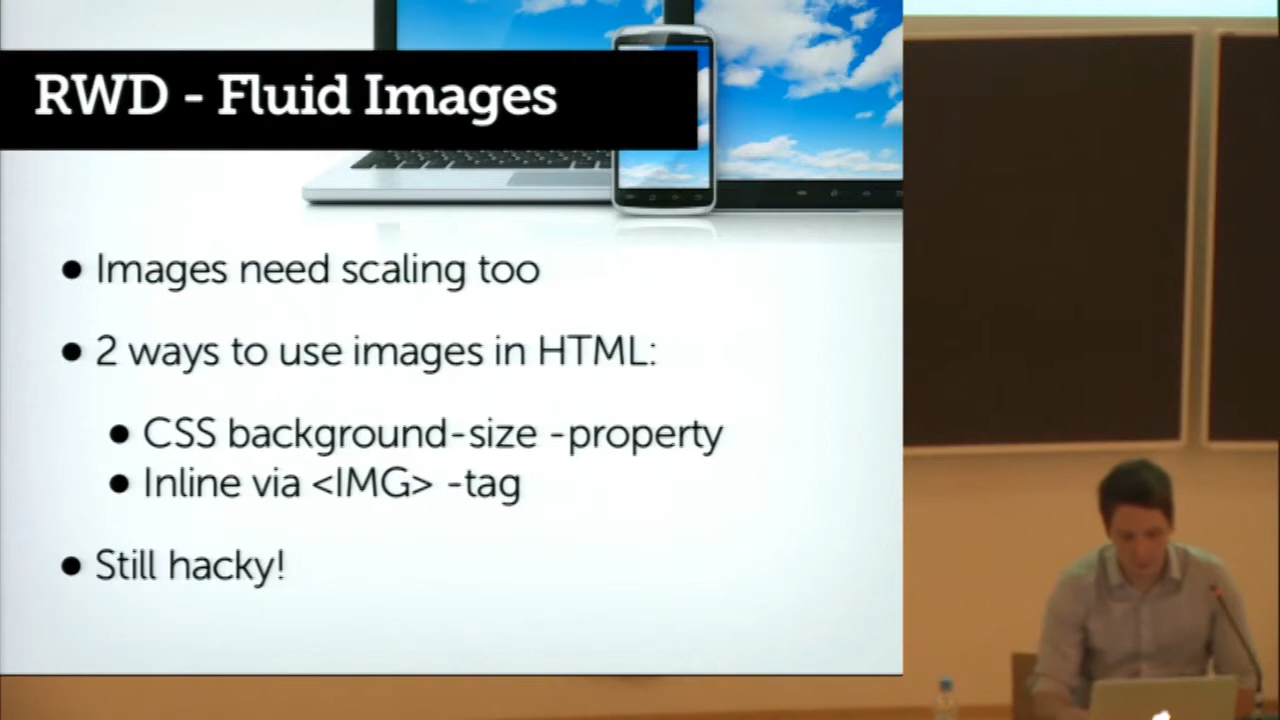 RWD - Fluid Images
● Images need scaling too
● 2 ways to use images in HTML:
● CSS background-size -property
● Inline via <IMG> -tag
● Still hacky!